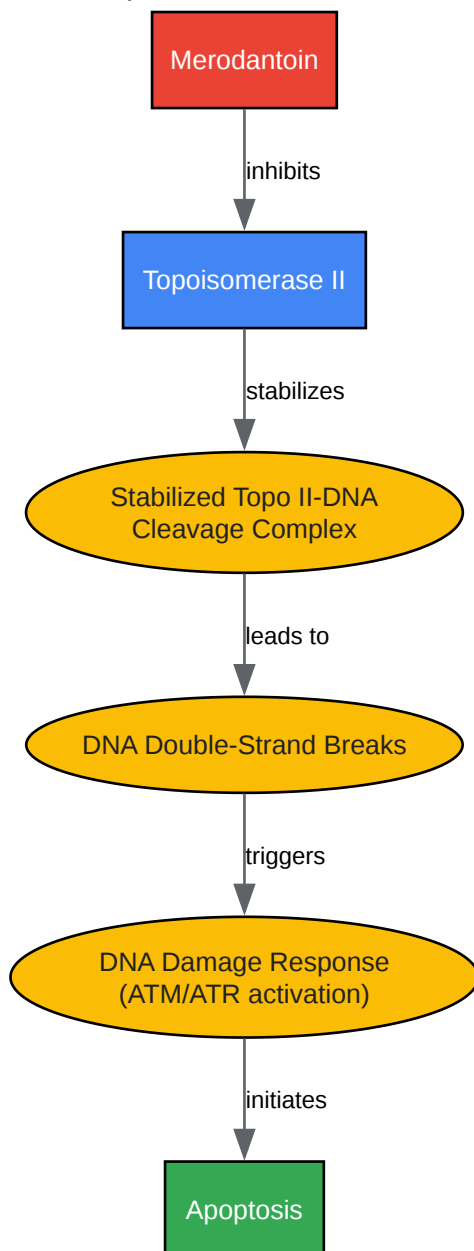 Merodantoin
inhibits
Topoisomerase II
stabilizes
Stabilized Topo II-DNA
Cleavage Complex
leads to
DNA Double-Strand Breaks
triggers
DNA Damage Response
(ATM/ATR activation)
initiates
Apoptosis